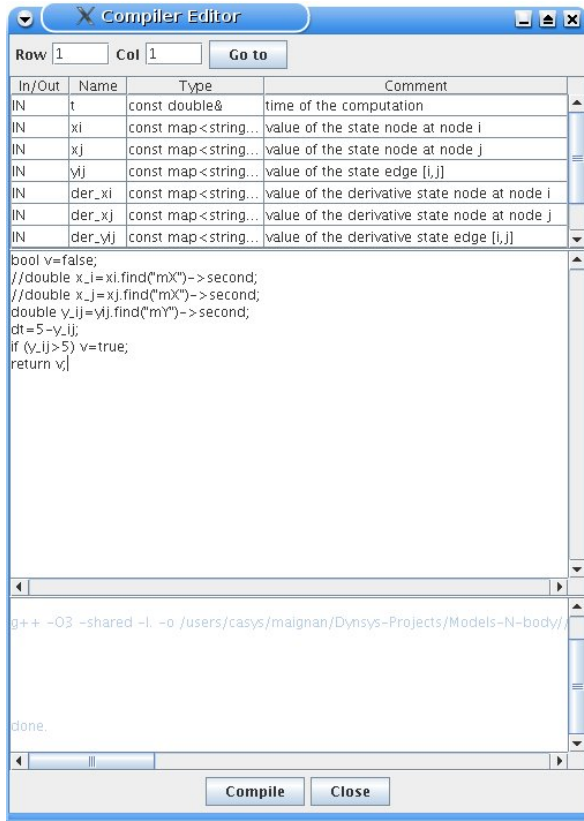 Compiler Editor
Row 1 Col 1 Go to
In/Out Name Type Comment
IN t const double& time of the computation
IN xi const map<string... value of the state node at node i
IN xj const map<string... value of the state node at node j
IN yij const map<string... value of the state edge [i,j]
IN der_xi const map<string... value of the derivative state node at node i
IN der_xj const map<string... value of the derivative state node at node j
IN der_yij const map<string... value of the derivative state edge [i,j]
bool v=false;
//double x_i=xi.find("mX")->second;
//double x_j=xj.find("mX")->second;
double y_ij=yij.find("mY")->second;
dt=5-y_ij;
if (y_ij>5) v=true;
return v;
g++ -O3 -shared -I. -o /users/casys/maignan/Dynsys-Projects/Models-N-body//
done.
Compile Close